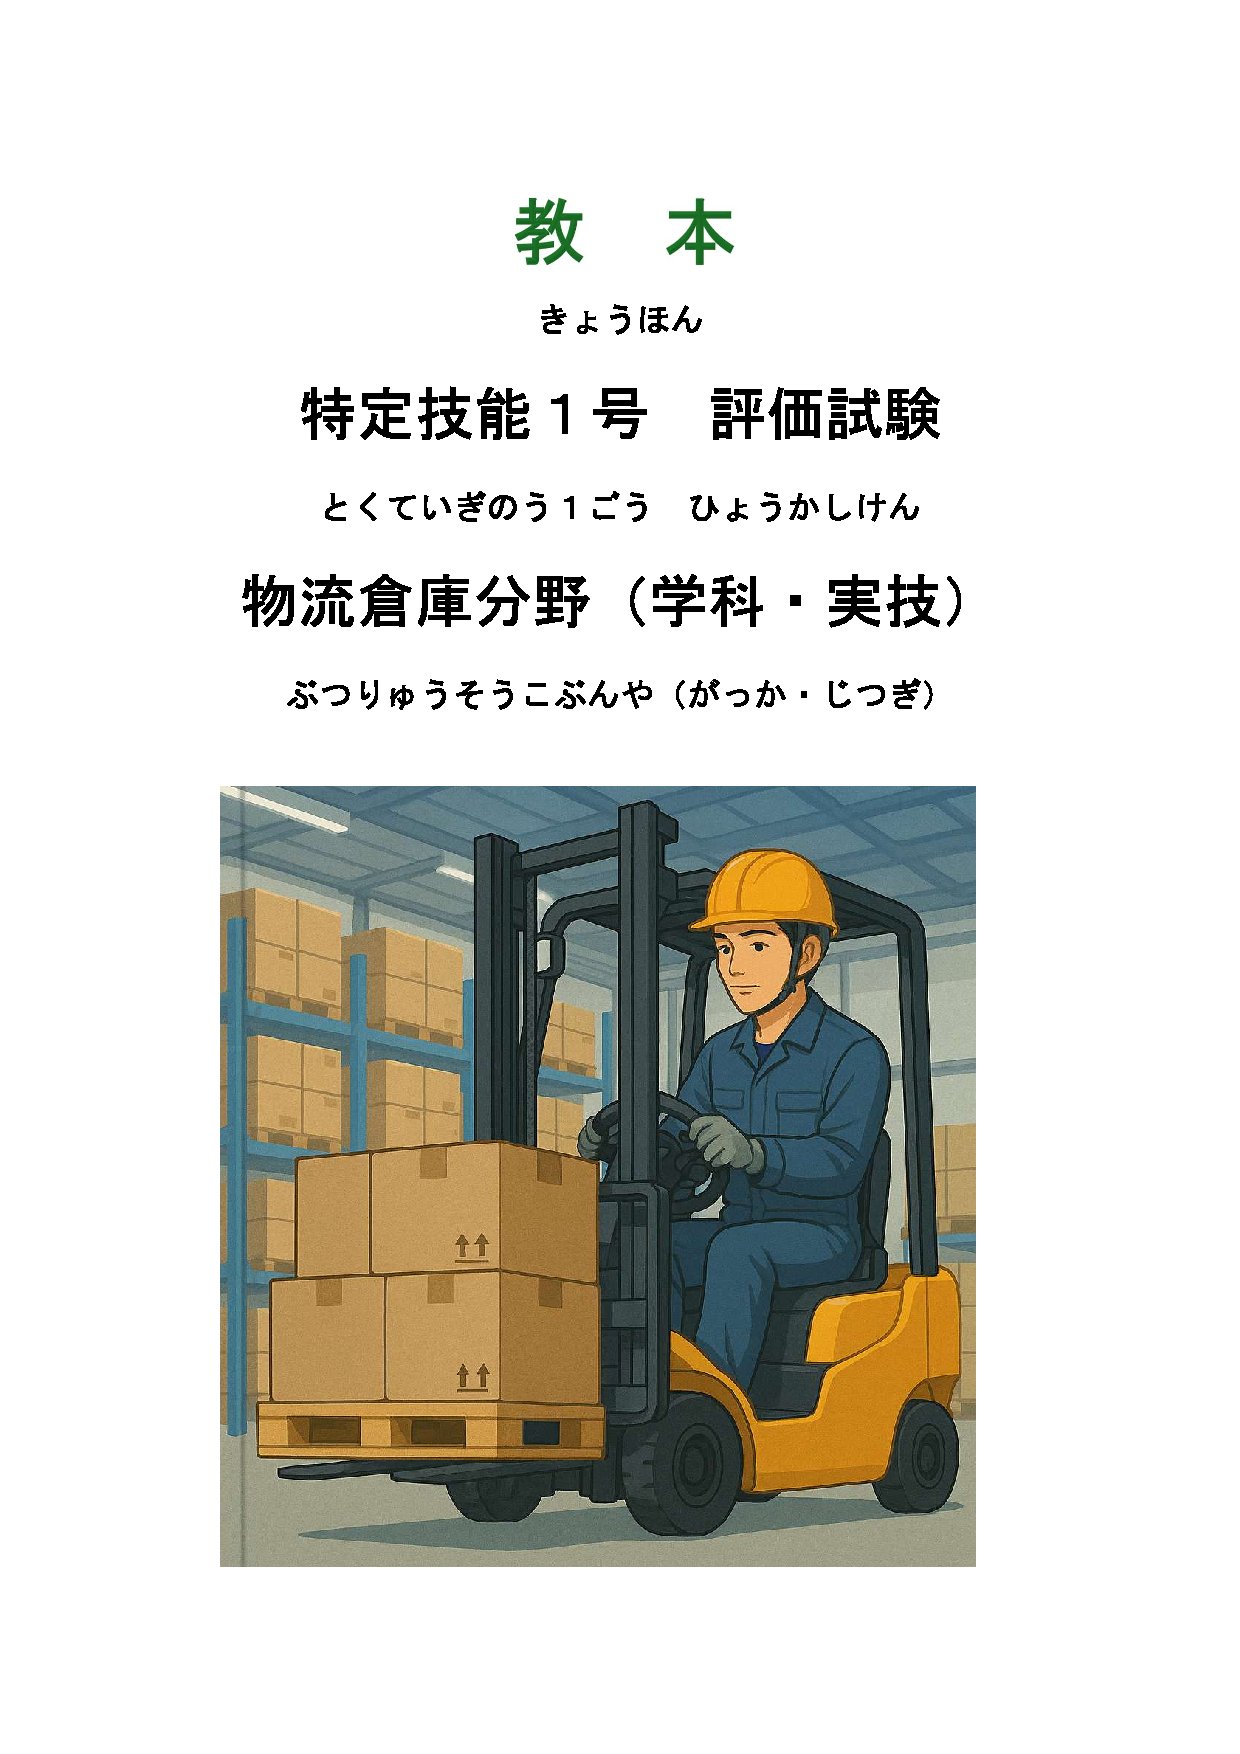 教　本
きょうほん
特定技能１号　評価試験
とくていぎのう１ごう　ひょうかしけん
物流倉庫分野（学科・実技）
ぶつりゅうそうこぶんや（がっか・じつぎ）